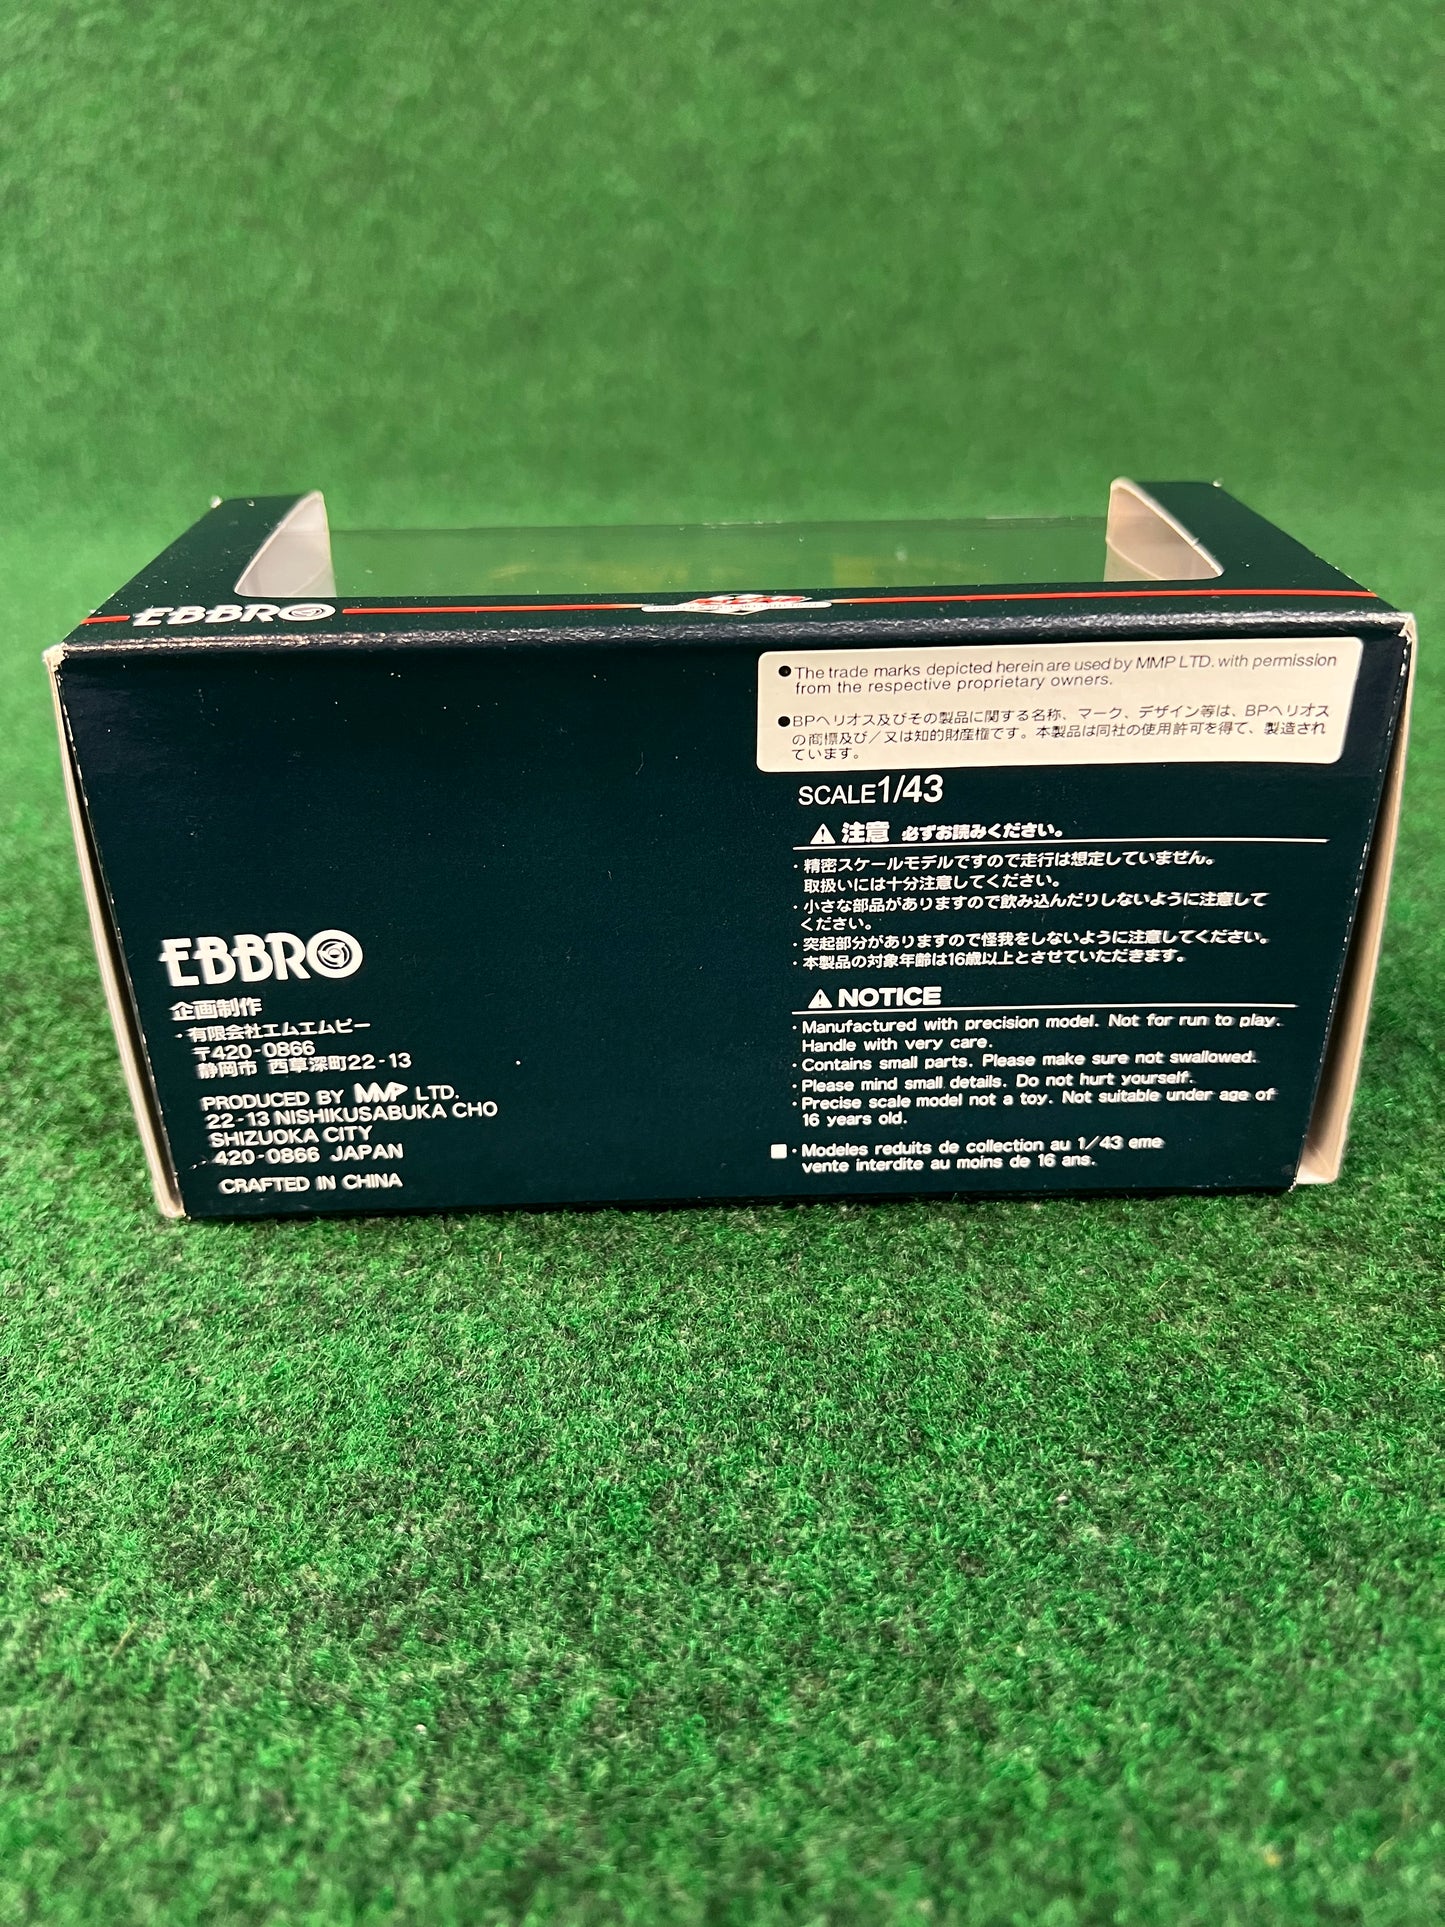 EBBRO
● The trade marks depicted herein are used by MMP LTD. with permission
from the respective proprietary owners.
● BPヘリオス及びその製品に関する名称、マーク、デザイン等は、BPヘリオス
の商標及び／又は知的財産権です。本製品は同社の使用許可を得て、製造され
ています。
SCALE1/43
注意 必ずお読みください。
・精密スケールモデルですので走行は想定していません。
取扱いには十分注意してください。
・小さな部品がありますので飲み込んだりしないように注意して
ください。
・突起部分がありますので怪我をしないように注意してください。
・本製品の対象年齢は16歳以上とさせていただきます。
NOTICE
・Manufactured with precision model. Not for run to play.
Handle with very care.
・Contains small parts. Please make sure not swallowed.
・Please mind small details. Do not hurt yourself.
・Precise scale model not a toy. Not suitable under age of
16 years old.
・Modeles reduits de collection au 1/43 eme
vente interdite au moins de 16 ans.
EBBRO
企画制作
・有限会社エムエムピー
〒420-0866
静岡市 西草深町22-13
PRODUCED BY MMP LTD.
22-13 NISHIKUSABUKA CHO
SHIZUOKA CITY
420-0866 JAPAN
CRAFTED IN CHINA